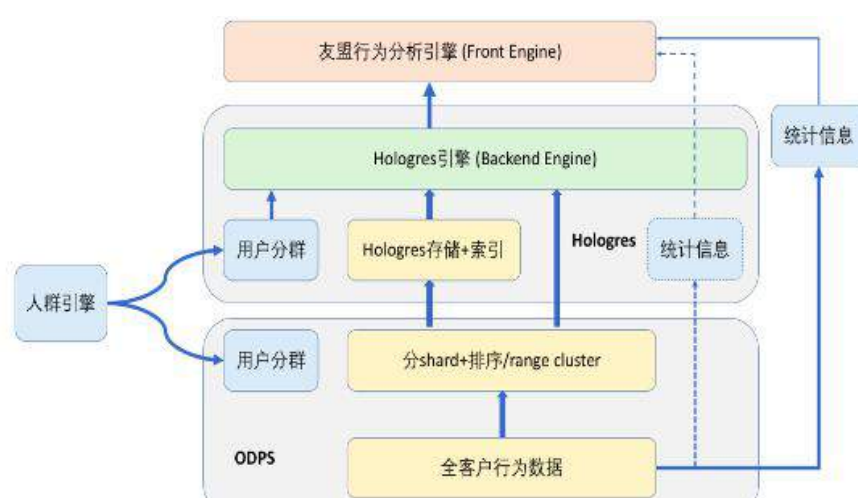 友盟行为分析引擎 (Front Engine)
统计信息
Hologres引擎 (Backend Engine)
用户分群
Hologres存储+索引
Hologres
统计信息
人群引擎
用户分群
分shard+排序/range cluster
ODPS
全客户行为数据